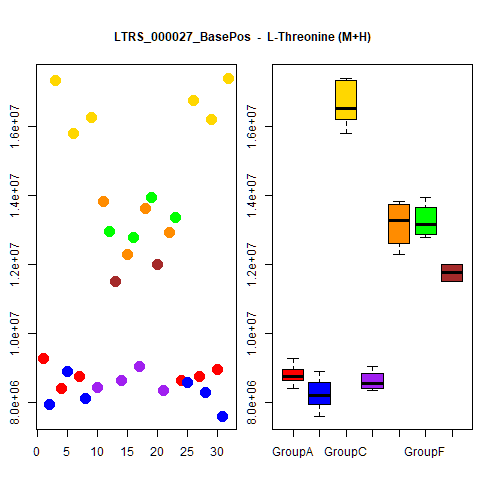 LTRS_000027_BasePos  -  L-Threonine (M+H)
1.6e+07
1.4e+07
1.2e+07
1.0e+07
8.0e+06
0 5 10 15 20 25 30
1.6e+07
1.4e+07
1.2e+07
1.0e+07
8.0e+06
GroupA GroupC GroupF